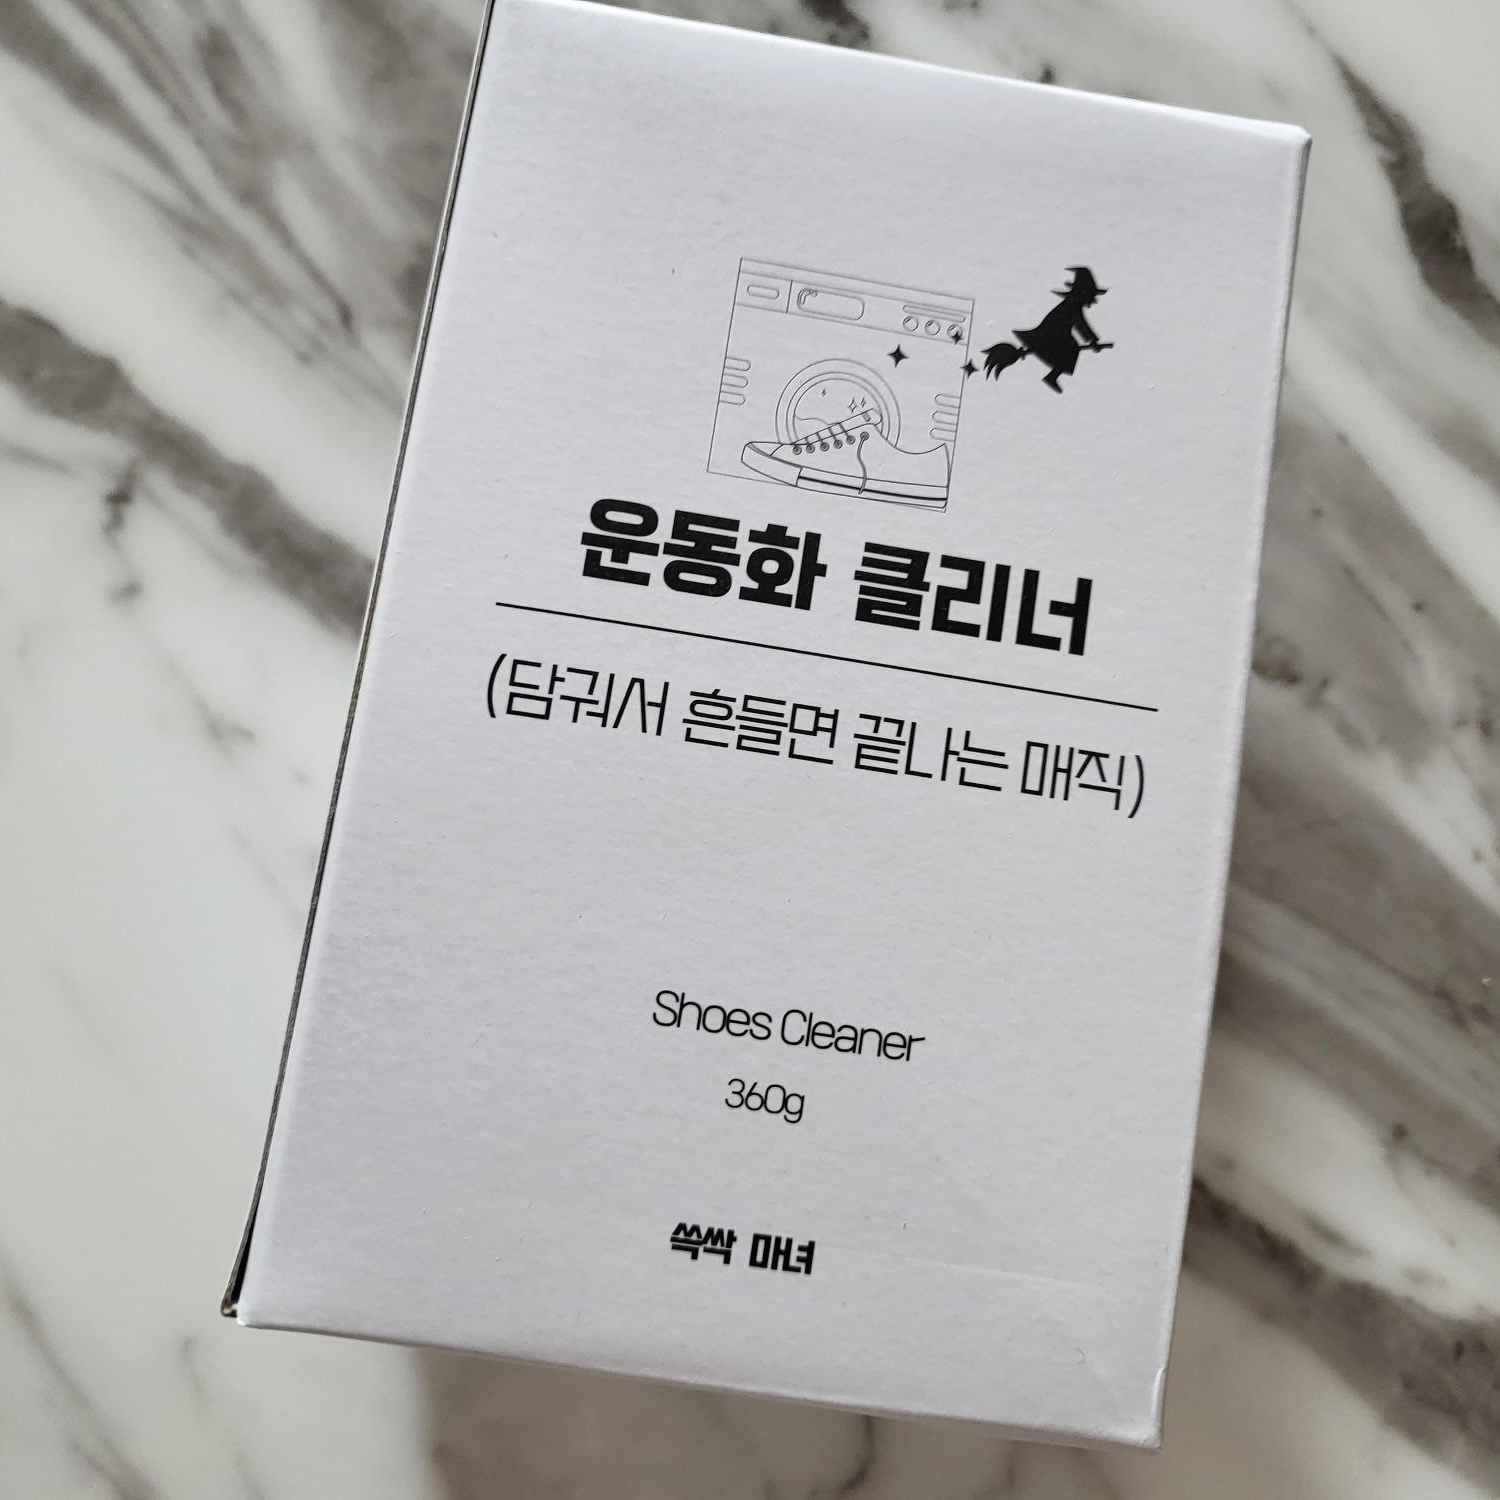 운동화 클리너
(담궈서 흔들면 끝나는 매직)
Shoes Cleaner
360g
쓱싹 마녀